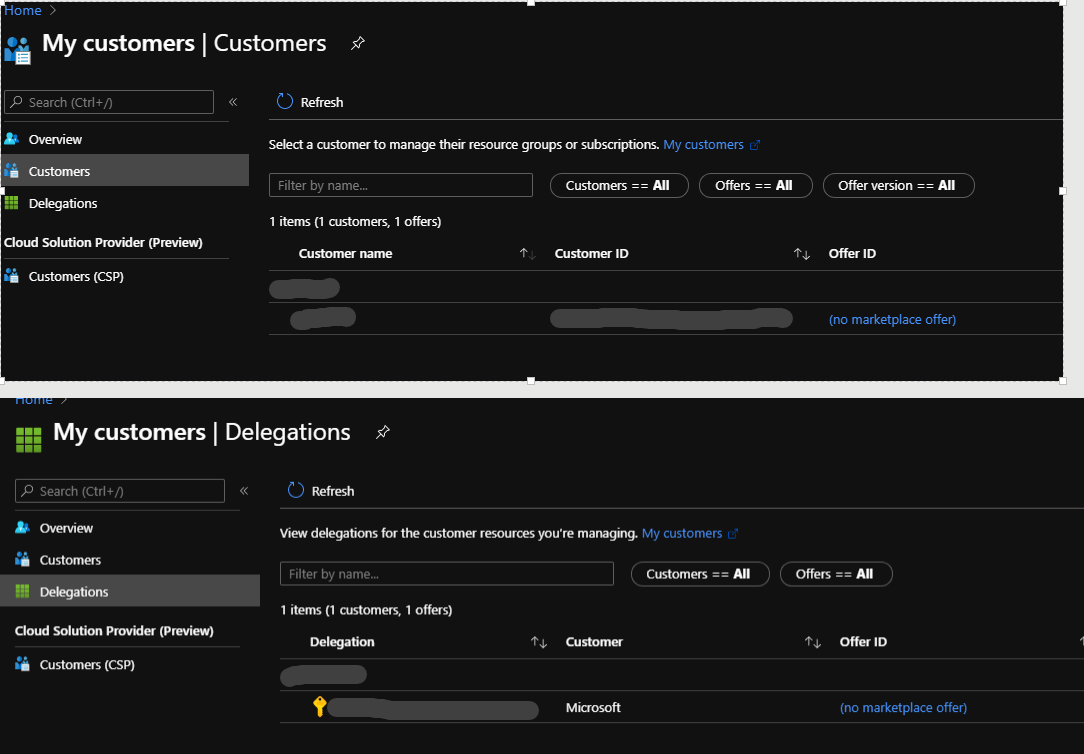 Home >
My customers | Customers
Search (Ctrl+/) «
Refresh
Overview
Customers
Delegations
Cloud Solution Provider (Preview)
Customers (CSP)
Select a customer to manage their resource groups or subscriptions. My customers
Filter by name... Customers == All Offers == All Offer version == All
1 items (1 customers, 1 offers)
Customer name ↑↓ Customer ID ↑↓ Offer ID
(no marketplace offer)
Home >
My customers | Delegations
Search (Ctrl+/) «
Refresh
Overview
Customers
Delegations
Cloud Solution Provider (Preview)
Customers (CSP)
View delegations for the customer resources you're managing. My customers
Filter by name... Customers == All Offers == All
1 items (1 customers, 1 offers)
Delegation ↑↓ Customer ↑↓ Offer ID
Microsoft (no marketplace offer)